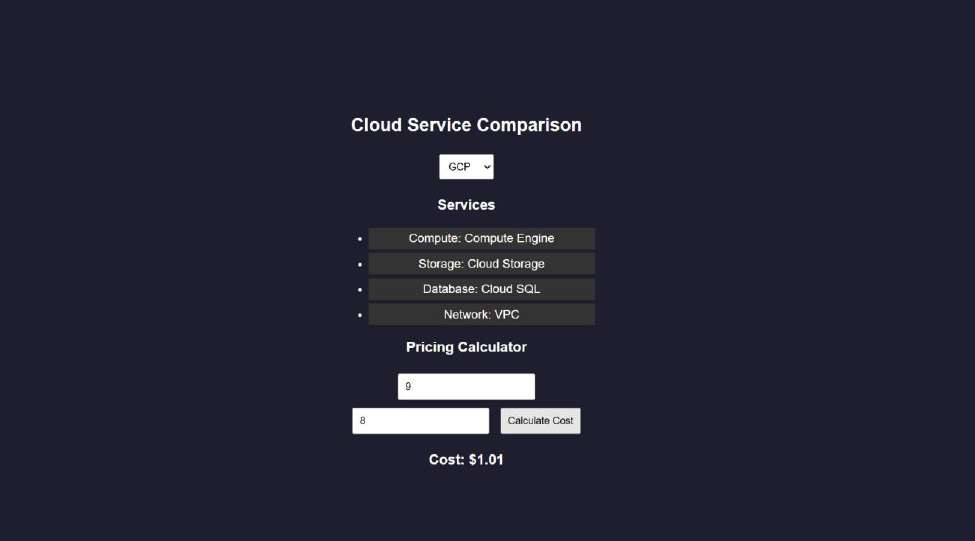 Cloud Service Comparison
GCP
Services
Compute: Compute Engine
Storage: Cloud Storage
Database: Cloud SQL
Network: VPC
Pricing Calculator
9
8
Calculate Cost
Cost: $1.01